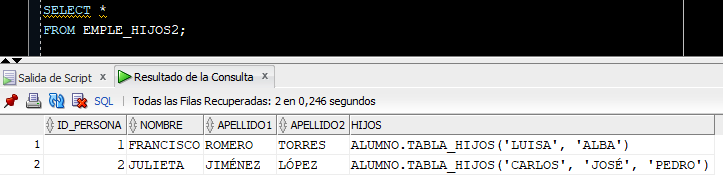 SELECT *
FROM EMPLE_HIJOS2;
Salida de Script x Resultado de la Consulta x
SQL | Todas las Filas Recuperadas: 2 en 0,246 segundos
ID_PERSONA NOMBRE APELLIDO1 APELLIDO2 HIJOS
1 1 FRANCISCO ROMERO TORRES ALUMNO.TABLA_HIJOS('LUISA', 'ALBA')
2 2 JULIETA JIMÉNEZ LÓPEZ ALUMNO.TABLA_HIJOS('CARLOS', 'JOSÉ', 'PEDRO')